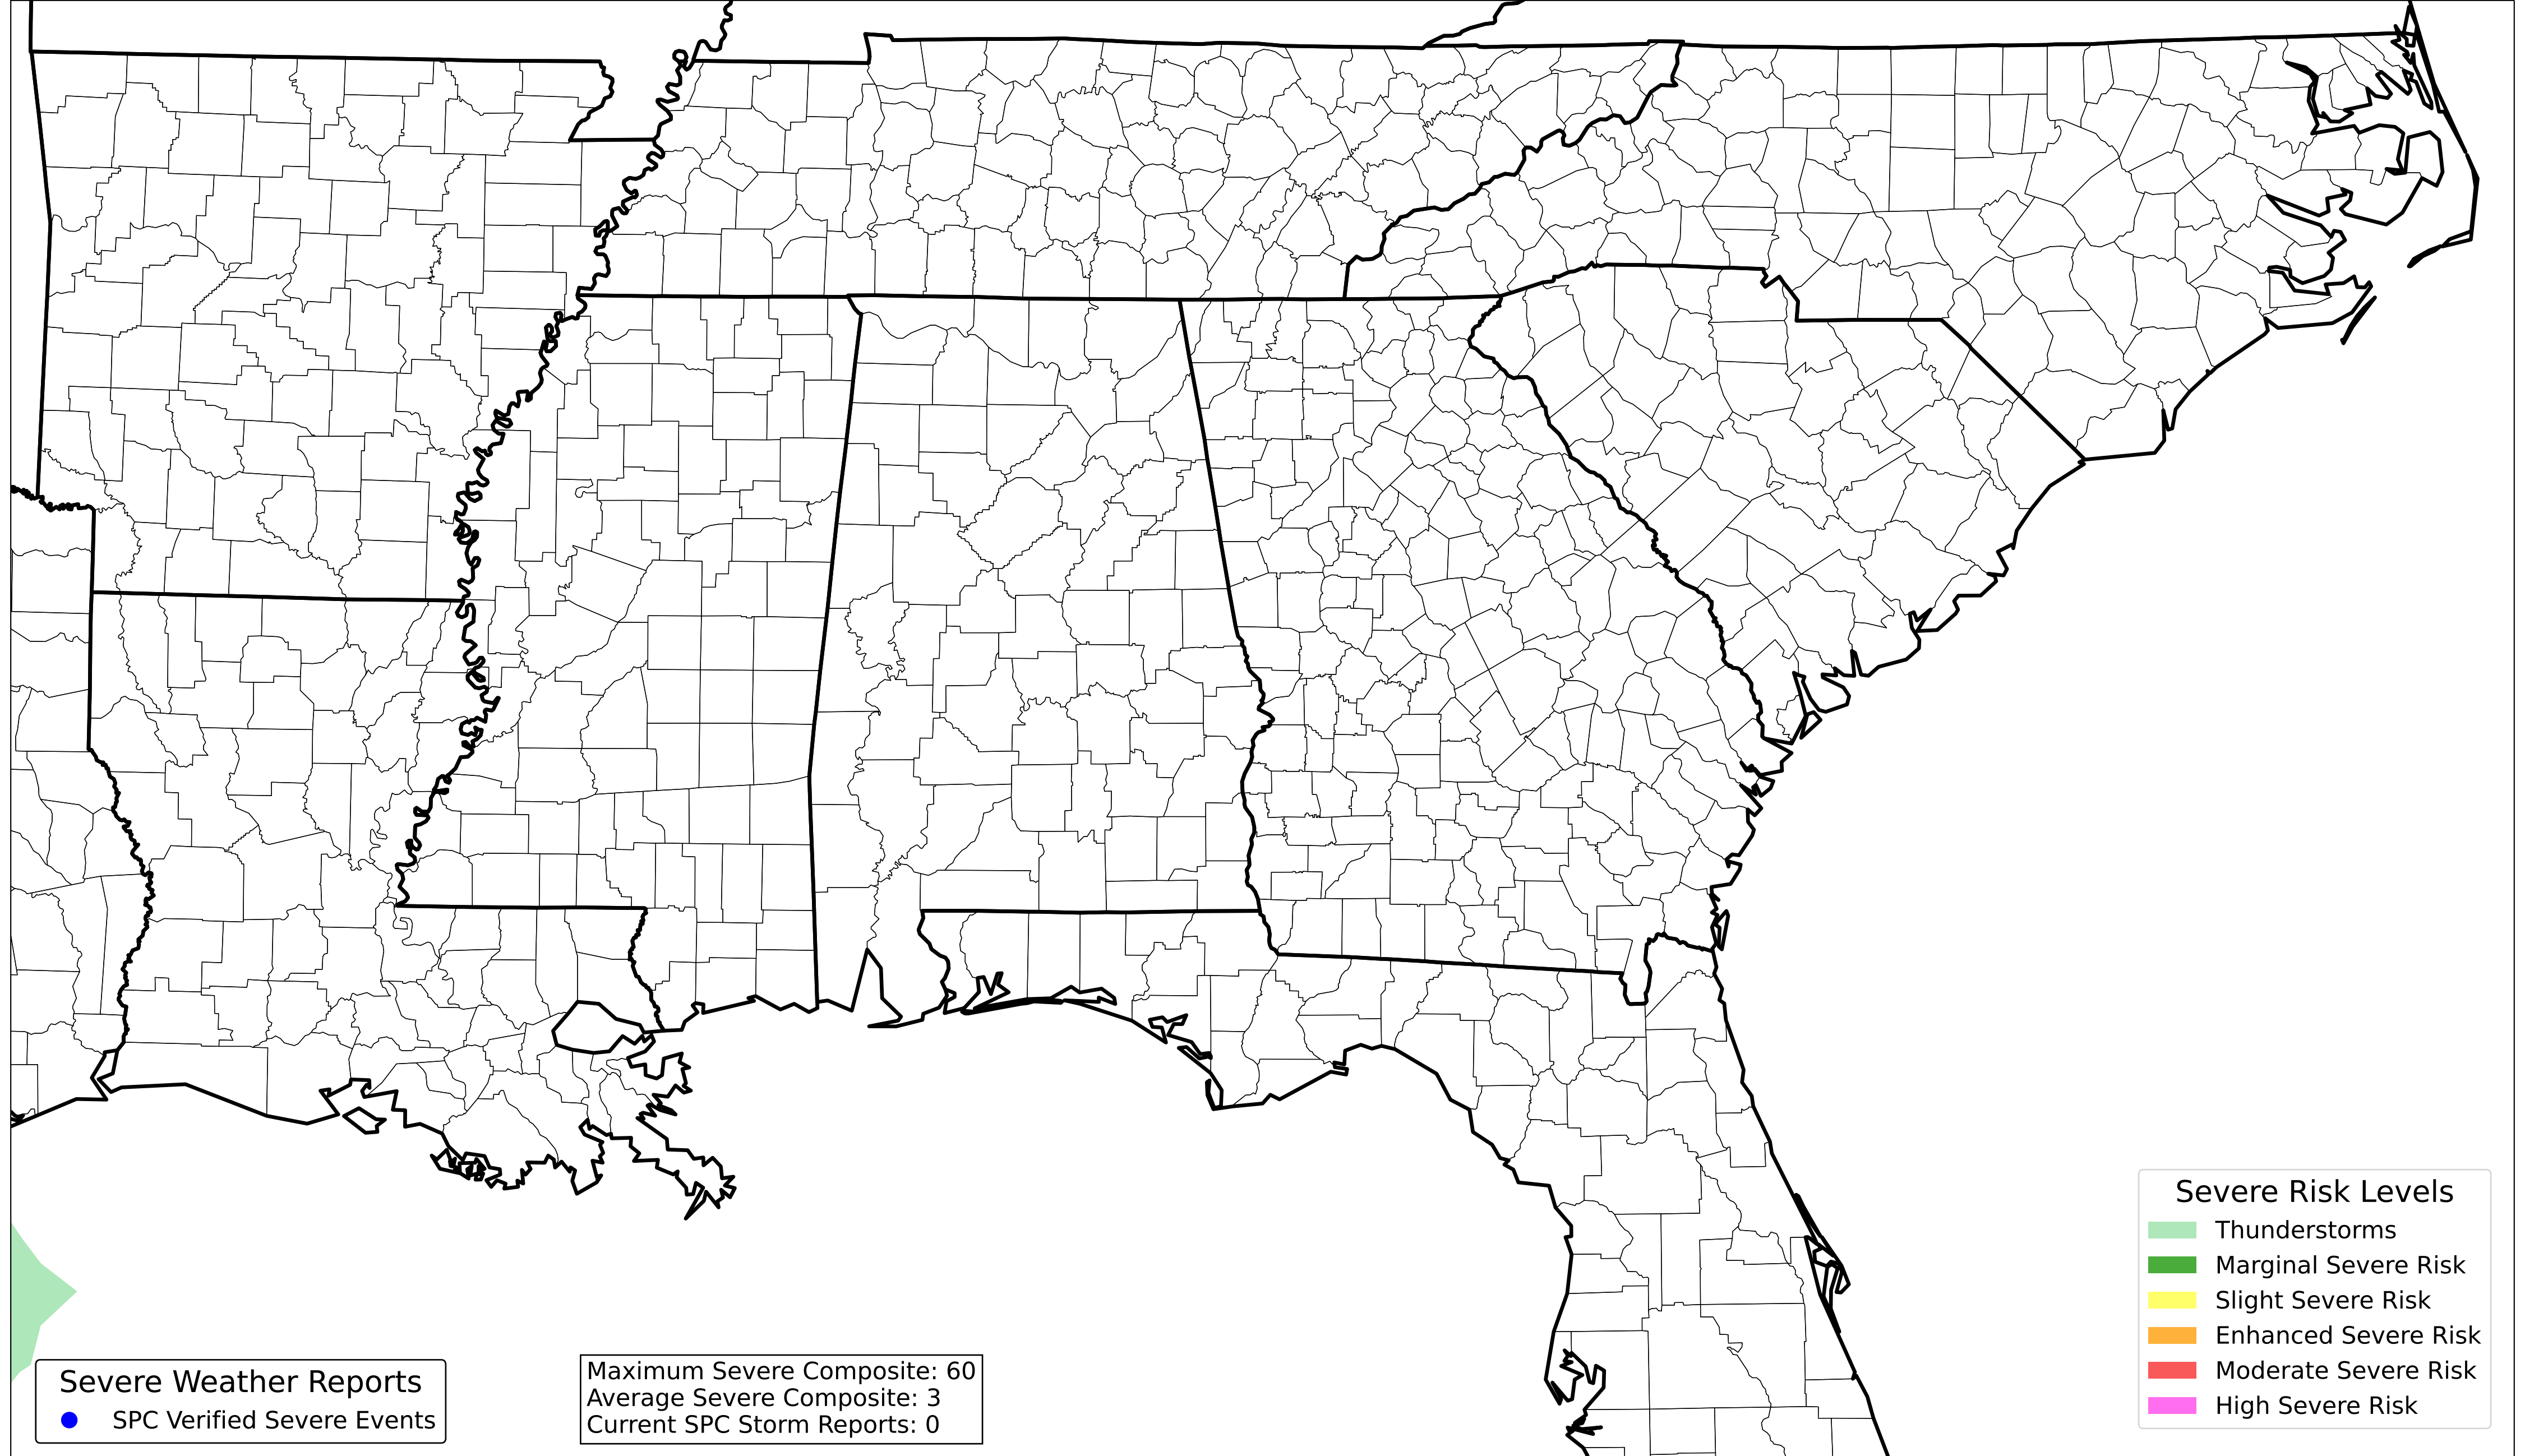 Severe Weather Reports
SPC Verified Severe Events
Maximum Severe Composite: 60
Average Severe Composite: 3
Current SPC Storm Reports: 0
Severe Risk Levels
Thunderstorms
Marginal Severe Risk
Slight Severe Risk
Enhanced Severe Risk
Moderate Severe Risk
High Severe Risk